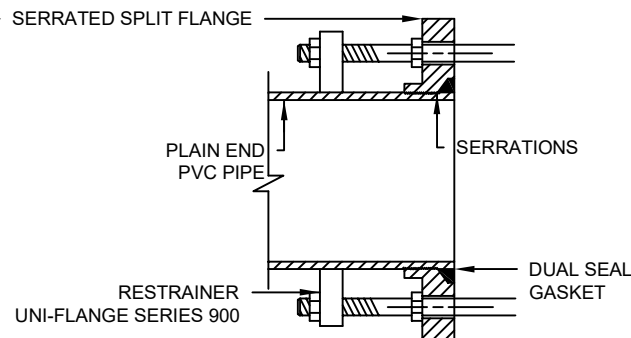 SERRATED SPLIT FLANGE
PLAIN END
PVC PIPE
SERRATIONS
DUAL SEAL
GASKET
RESTRAINER
UNI-FLANGE SERIES 900